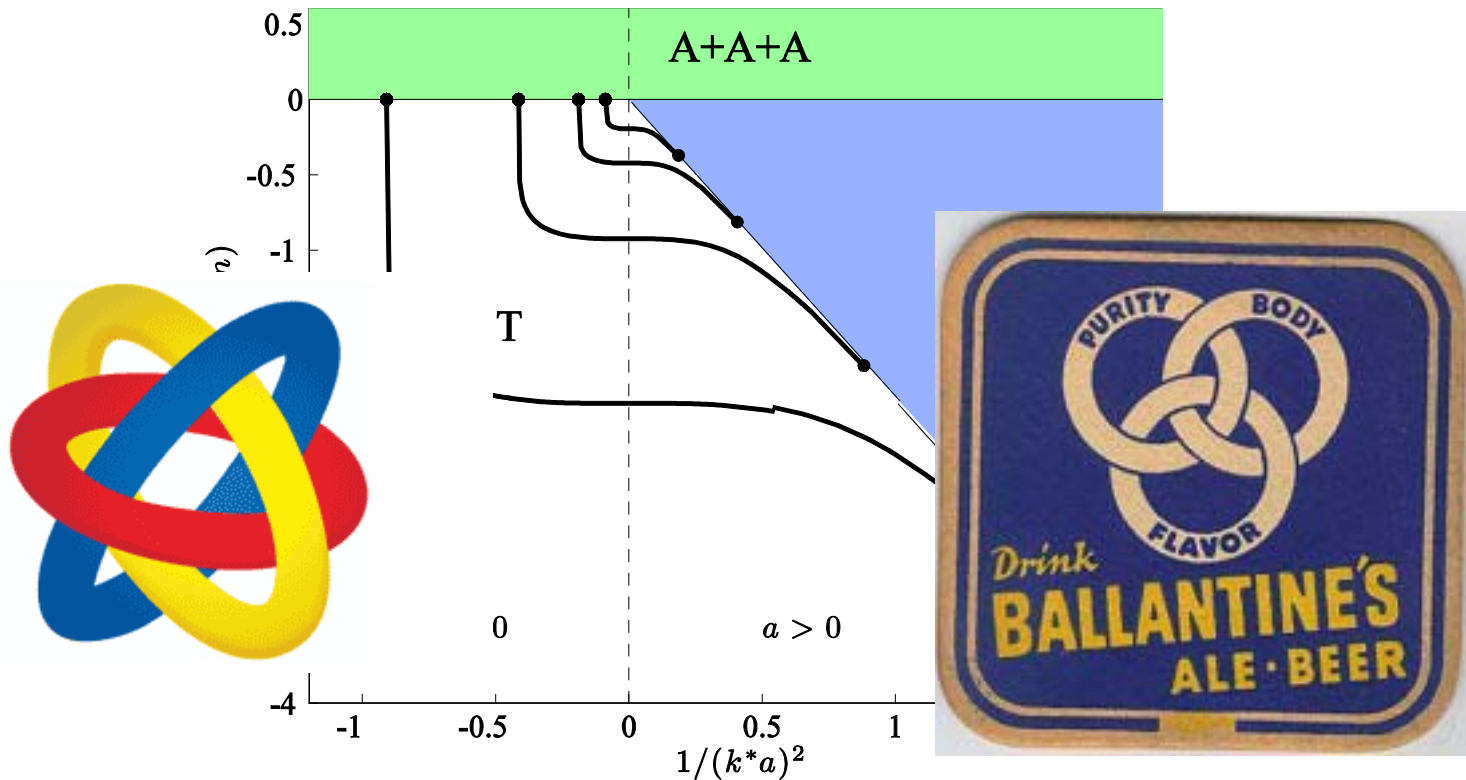 0.5
A+A+A
0
-0.5
-1
T
0
a > 0
-4
-1
-0.5
0
0.5
1
1/(k*a)²
PURITY
BODY
FLAVOR
Drink
BALLANTINE'S
ALE·BEER